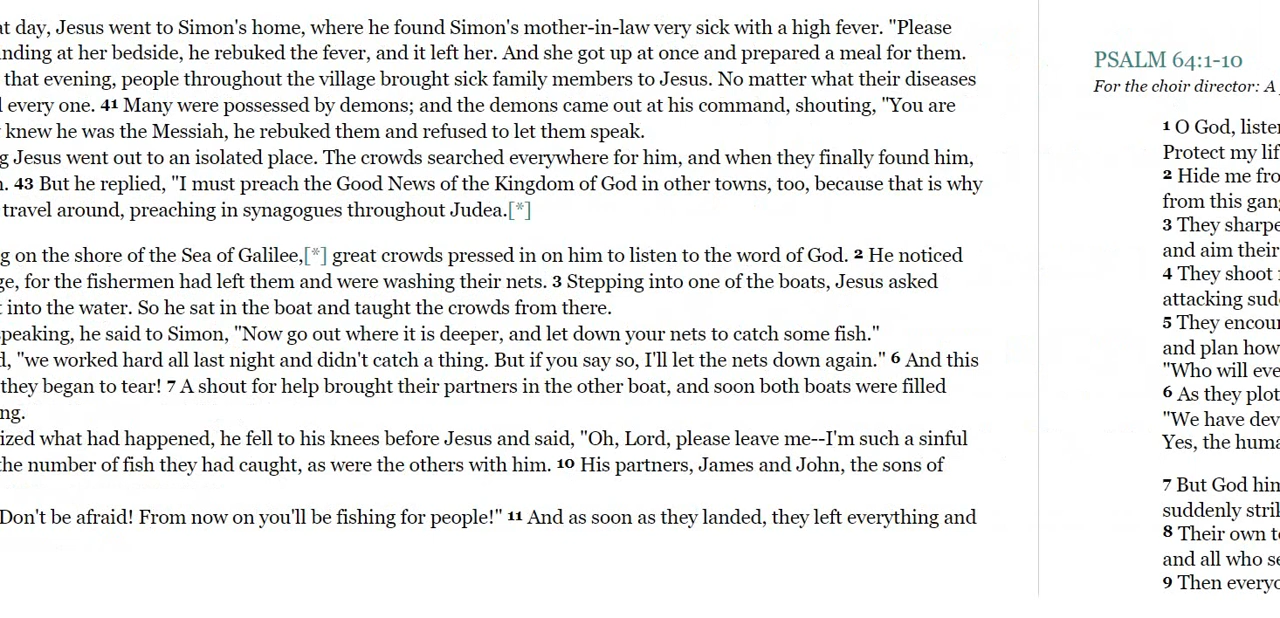 at day, Jesus went to Simon's home, where he found Simon's mother-in-law very sick with a high fever. "Please
nding at her bedside, he rebuked the fever, and it left her. And she got up at once and prepared a meal for them.
that evening, people throughout the village brought sick family members to Jesus. No matter what their diseases
every one. 41 Many were possessed by demons; and the demons came out at his command, shouting, "You are
knew he was the Messiah, he rebuked them and refused to let them speak.
g Jesus went out to an isolated place. The crowds searched everywhere for him, and when they finally found him,
. 43 But he replied, "I must preach the Good News of the Kingdom of God in other towns, too, because that is why
travel around, preaching in synagogues throughout Judea.[*]
g on the shore of the Sea of Galilee,[*] great crowds pressed in on him to listen to the word of God. 2 He noticed
ge, for the fishermen had left them and were washing their nets. 3 Stepping into one of the boats, Jesus asked
t into the water. So he sat in the boat and taught the crowds from there.
speaking, he said to Simon, "Now go out where it is deeper, and let down your nets to catch some fish."
d, "we worked hard all last night and didn't catch a thing. But if you say so, I'll let the nets down again." 6 And this
they began to tear! 7 A shout for help brought their partners in the other boat, and soon both boats were filled
ng.
ized what had happened, he fell to his knees before Jesus and said, "Oh, Lord, please leave me--I'm such a sinful
the number of fish they had caught, as were the others with him. 10 His partners, James and John, the sons of
Don't be afraid! From now on you'll be fishing for people!" 11 And as soon as they landed, they left everything and
PSALM 64:1-10
For the choir director: A
1 O God, liste
Protect my lif
2 Hide me fro
from this gan
3 They sharpe
and aim their
4 They shoot
attacking sud
5 They encour
and plan how
"Who will eve
6 As they plot
"We have dev
Yes, the huma
7 But God him
suddenly strik
8 Their own to
and all who se
9 Then everyo